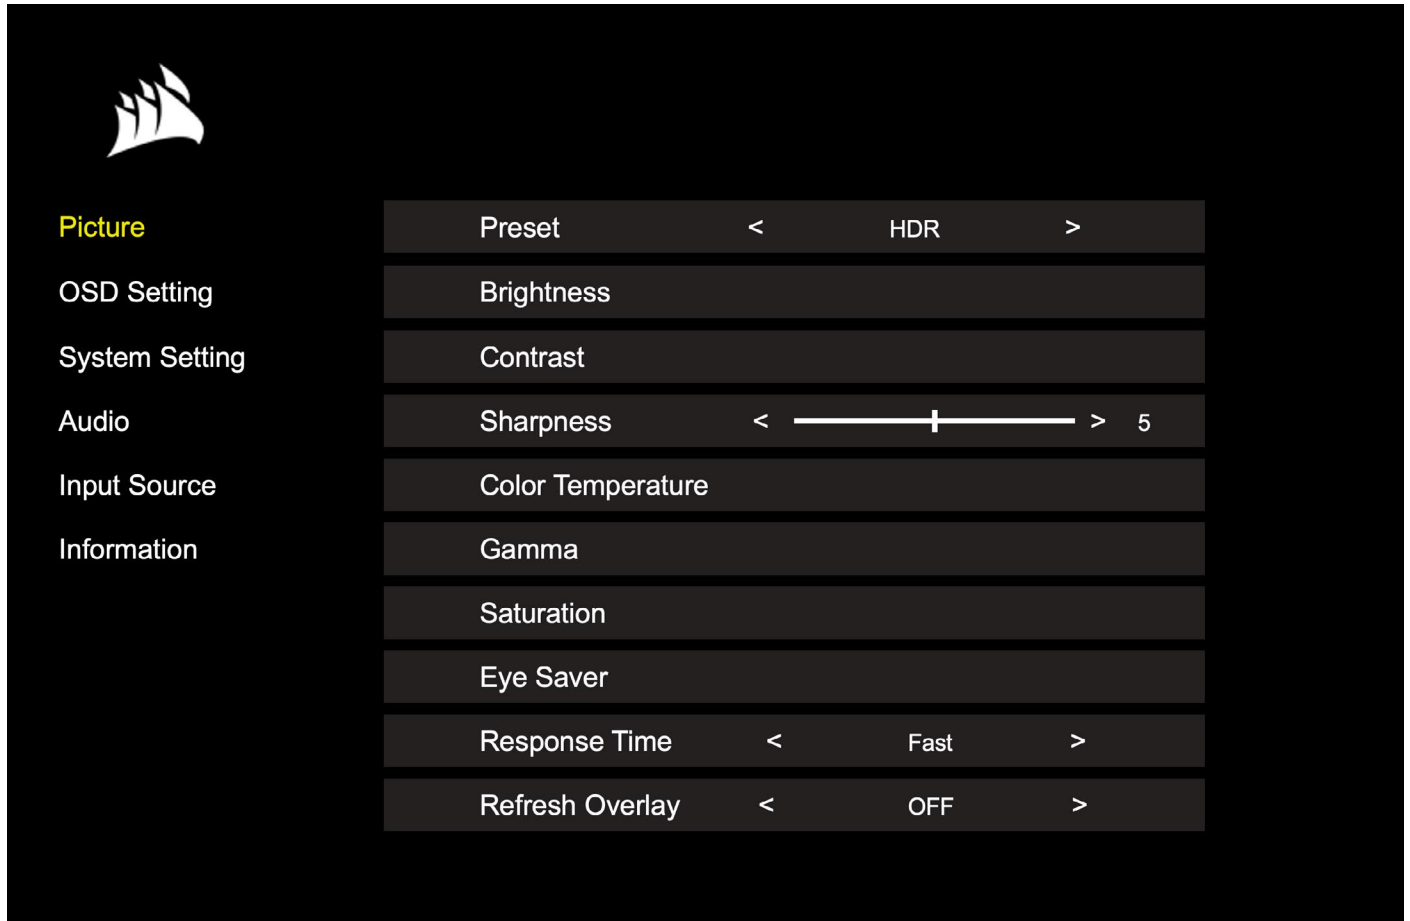 Picture
OSD Setting
System Setting
Audio
Input Source
Information
Preset < HDR >
Brightness
Contrast
Sharpness < > 5
Color Temperature
Gamma
Saturation
Eye Saver
Response Time < Fast >
Refresh Overlay < OFF >